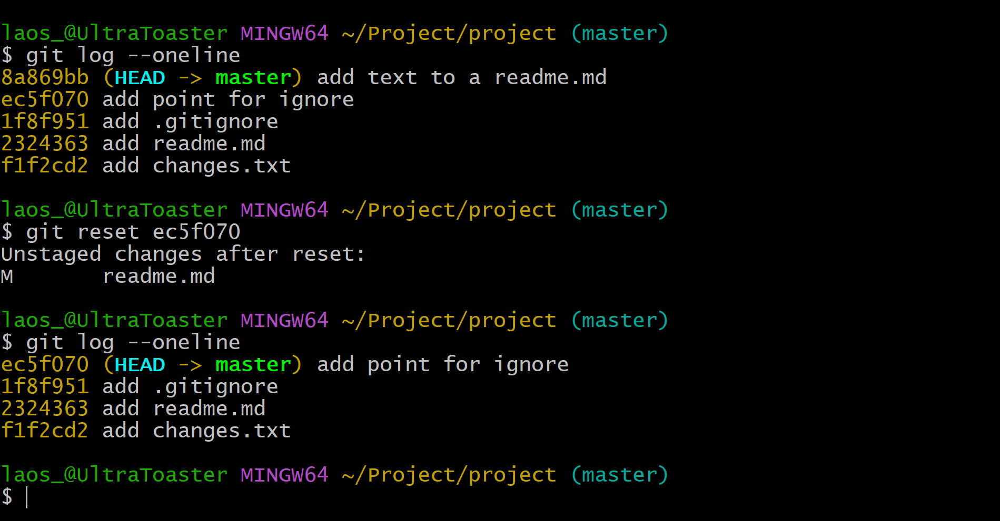 laos_@UltraToaster MINGW64 ~/Project/project (master)
$ git log --oneline
8a869bb (HEAD -> master) add text to a readme.md
ec5f070 add point for ignore
1f8f951 add .gitignore
2324363 add readme.md
f1f2cd2 add changes.txt
laos_@UltraToaster MINGW64 ~/Project/project (master)
$ git reset ec5f070
Unstaged changes after reset:
M       readme.md
laos_@UltraToaster MINGW64 ~/Project/project (master)
$ git log --oneline
ec5f070 (HEAD -> master) add point for ignore
1f8f951 add .gitignore
2324363 add readme.md
f1f2cd2 add changes.txt
laos_@UltraToaster MINGW64 ~/Project/project (master)
$